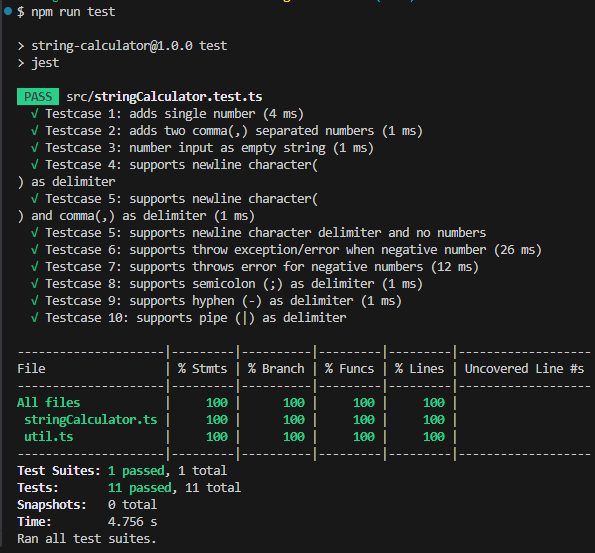 $ npm run test
> string-calculator@1.0.0 test
> jest
PASS src/stringCalculator.test.ts
√ Testcase 1: adds single number (4 ms)
√ Testcase 2: adds two comma(,) separated numbers (1 ms)
√ Testcase 3: number input as empty string (1 ms)
√ Testcase 4: supports newline character(
) as delimiter
√ Testcase 5: supports newline character(
) and comma(,) as delimiter (1 ms)
√ Testcase 5: supports newline character delimiter and no numbers
√ Testcase 6: supports throw exception/error when negative number (26 ms)
√ Testcase 7: supports throws error for negative numbers (12 ms)
√ Testcase 8: supports semicolon (;) as delimiter (1 ms)
√ Testcase 9: supports hyphen (-) as delimiter (1 ms)
√ Testcase 10: supports pipe (|) as delimiter
---------------------|---------|----------|---------|---------|-------------------
File                 | % Stmts | % Branch | % Funcs | % Lines | Uncovered Line #s
---------------------|---------|----------|---------|---------|-------------------
All files            |     100 |      100 |     100 |     100 |
 stringCalculator.ts |     100 |      100 |     100 |     100 |
 util.ts             |     100 |      100 |     100 |     100 |
---------------------|---------|----------|---------|---------|-------------------
Test Suites: 1 passed, 1 total
Tests:       11 passed, 11 total
Snapshots:   0 total
Time:        4.756 s
Ran all test suites.